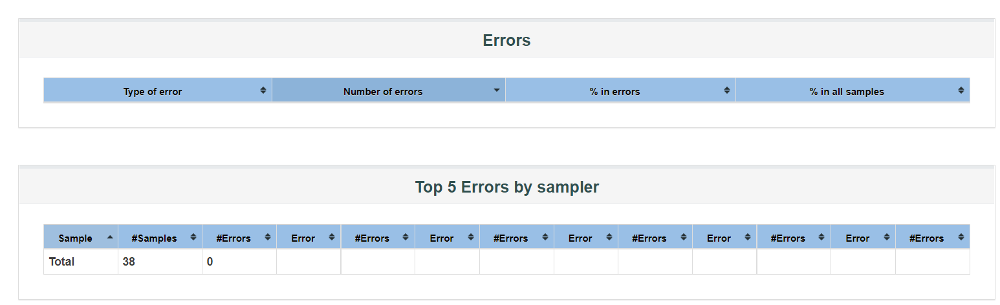 Errors
Type of error Number of errors % in errors % in all samples
Top 5 Errors by sampler
Sample #Samples #Errors Error #Errors Error #Errors Error #Errors Error #Errors Error #Errors
Total 38 0